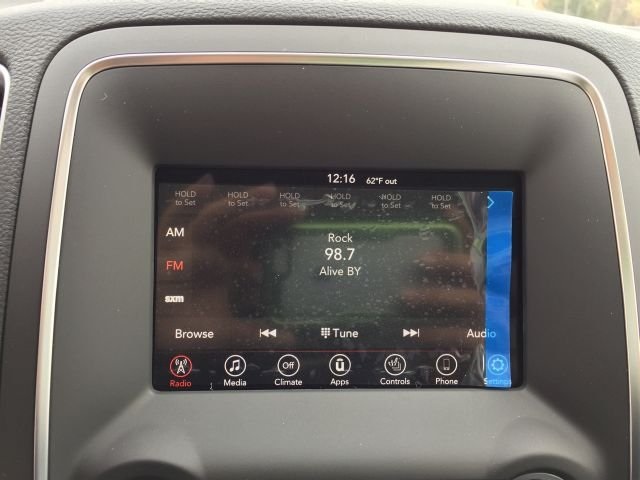 12:16 62°F out
HOLD to Set HOLD to Set HOLD to Set HOLD to Set HOLD to Set HOLD to Set
AM
Rock
FM 98.7
Alive BY
sxm
Browse Tune Audio
Off ü
Radio Media Climate Apps Controls Phone Settings